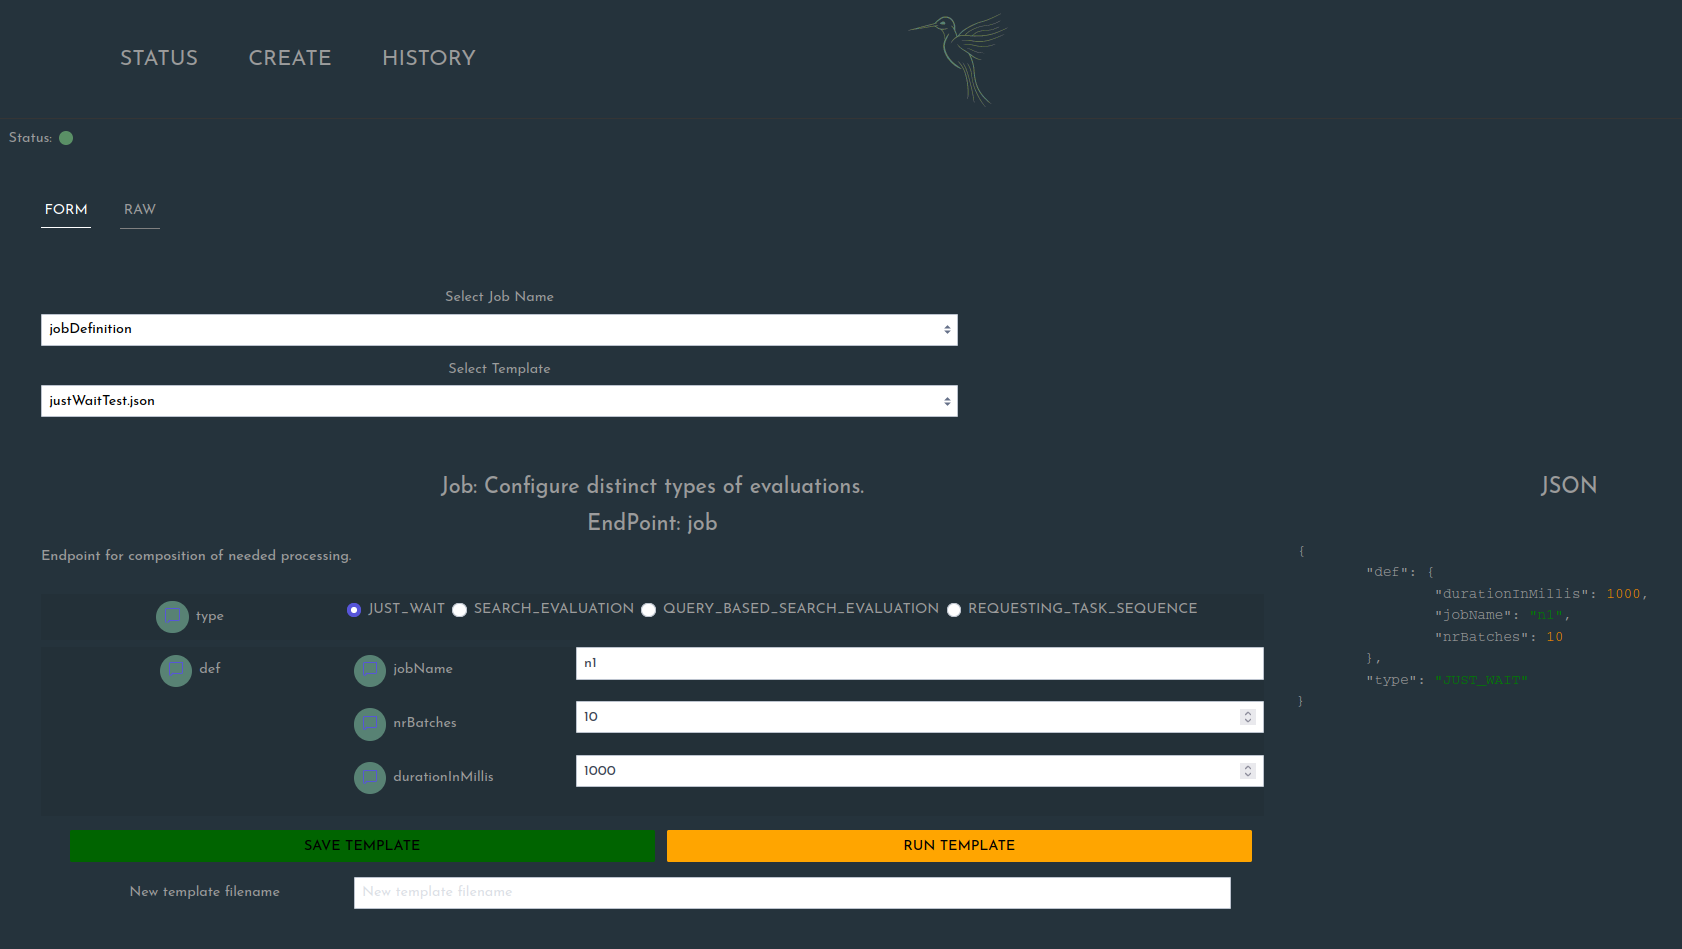 STATUS CREATE HISTORY
Status:
FORM RAW
Select Job Name
jobDefinition
Select Template
justWaitTest.json
Job: Configure distinct types of evaluations.
EndPoint: job
Endpoint for composition of needed processing.
type JUST_WAIT SEARCH_EVALUATION QUERY_BASED_SEARCH_EVALUATION REQUESTING_TASK_SEQUENCE
def jobName n1
nrBatches 10
durationInMillis 1000
SAVE TEMPLATE RUN TEMPLATE
New template filename New template filename
JSON
{
"def": {
"durationInMillis": 1000,
"jobName": "n1",
"nrBatches": 10
},
"type": "JUST_WAIT"
}